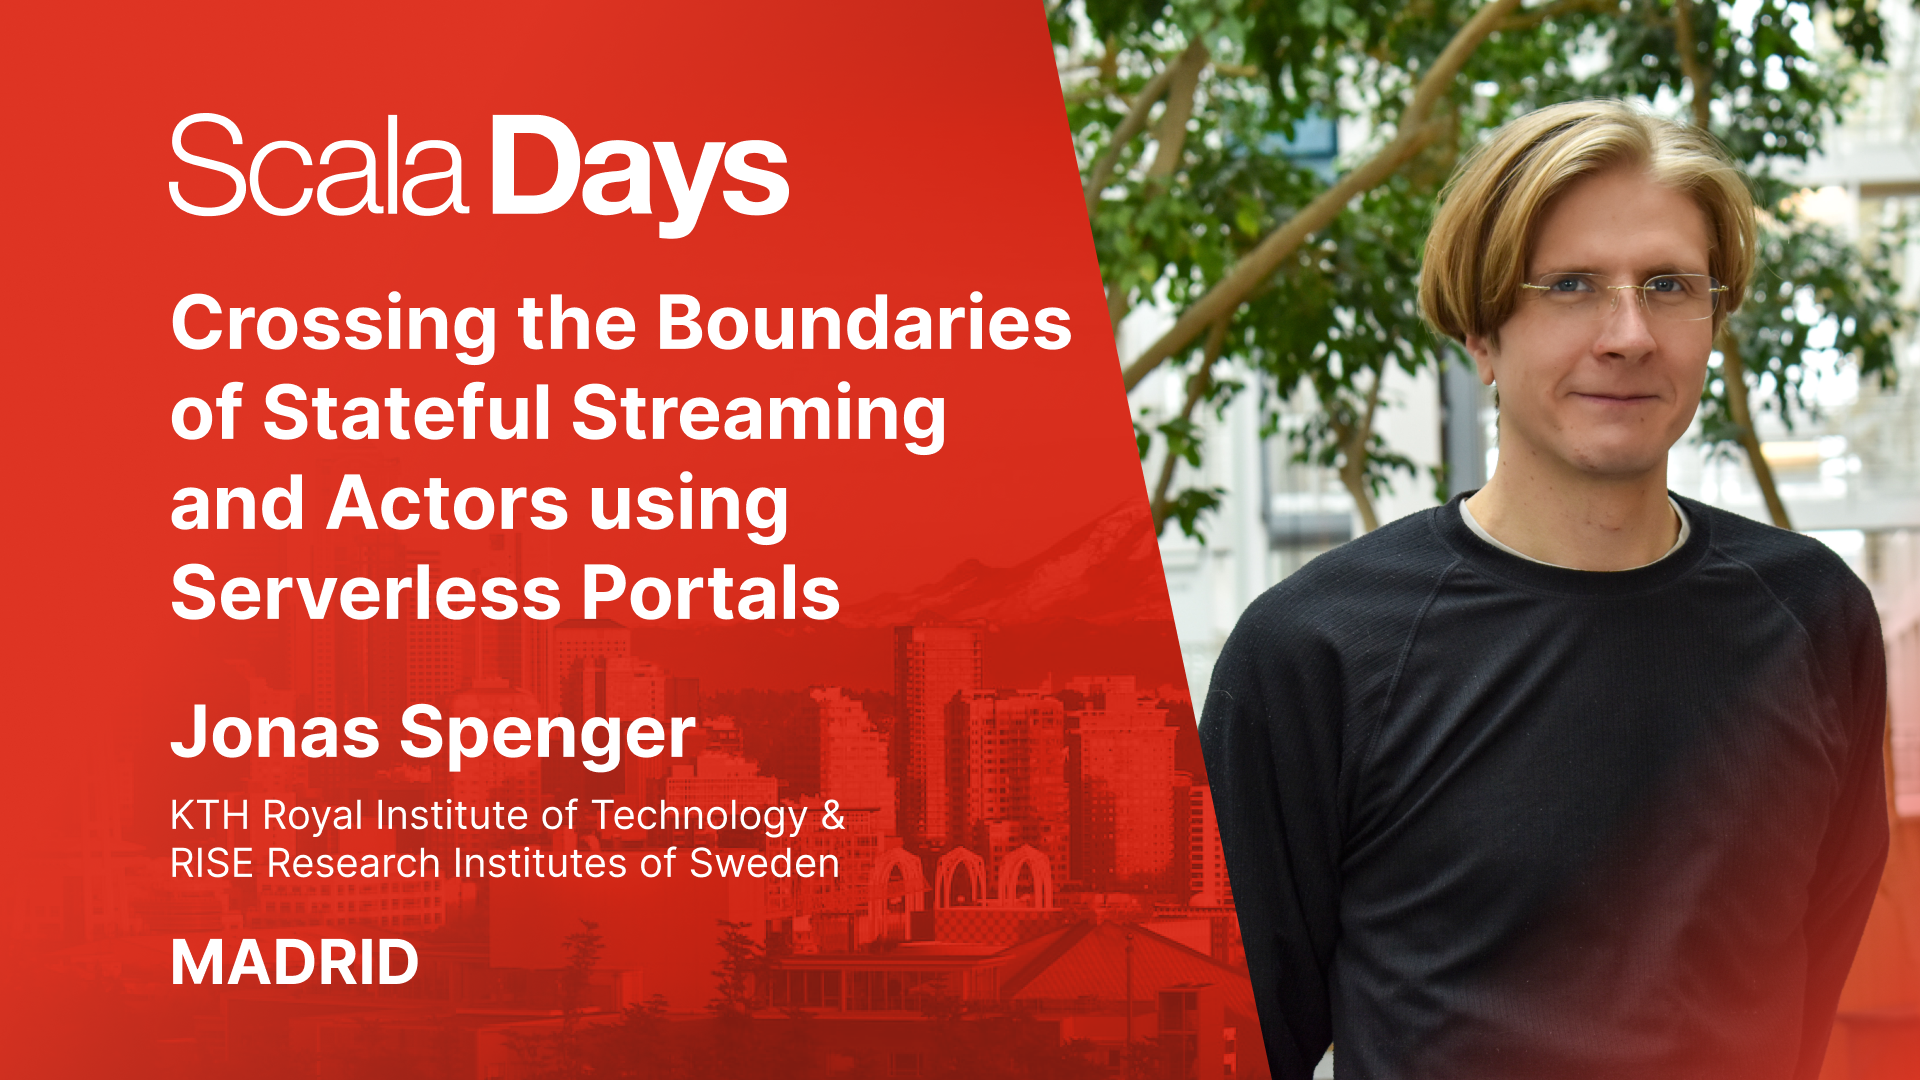 Scala Days
Crossing the Boundaries
of Stateful Streaming
and Actors using
Serverless Portals
Jonas Spenger
KTH Royal Institute of Technology &
RISE Research Institutes of Sweden
MADRID